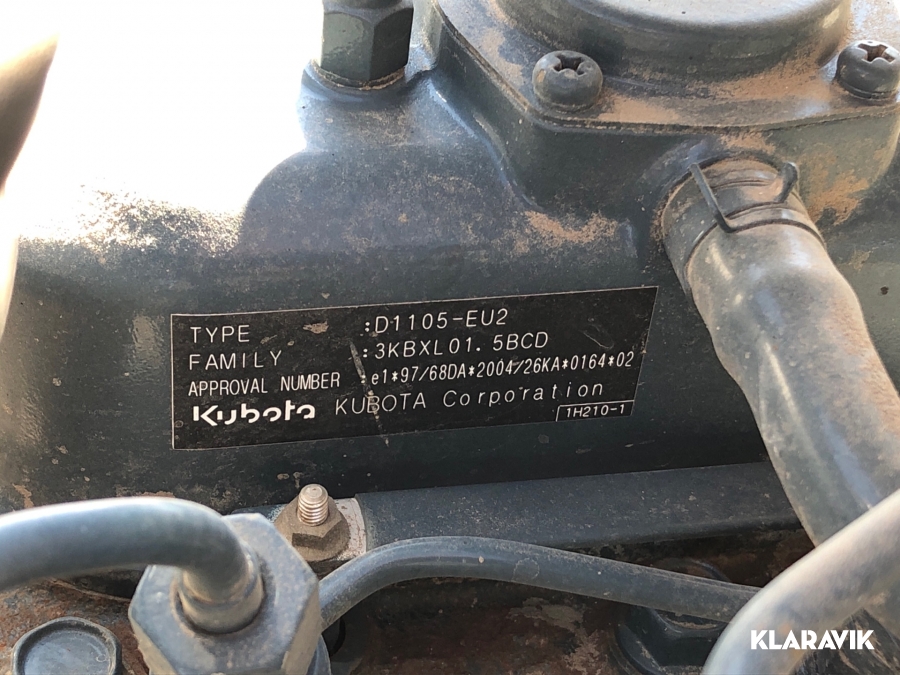 TYPE :D1105-EU2
FAMILY :3KBXL01.5BCD
APPROVAL NUMBER :e1*97/68DA*2004/26KA*0164*02
Kubota KUBOTA Corporation
1H210-1
KLARAVIK